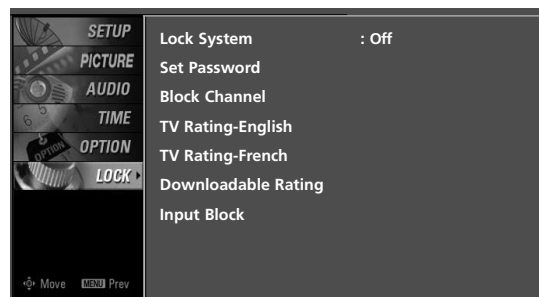 SETUP
PICTURE
AUDIO
TIME
OPTION
OPTION
LOCK
Move MENU Prev
Lock System : Off
Set Password
Block Channel
TV Rating-English
TV Rating-French
Downloadable Rating
Input Block